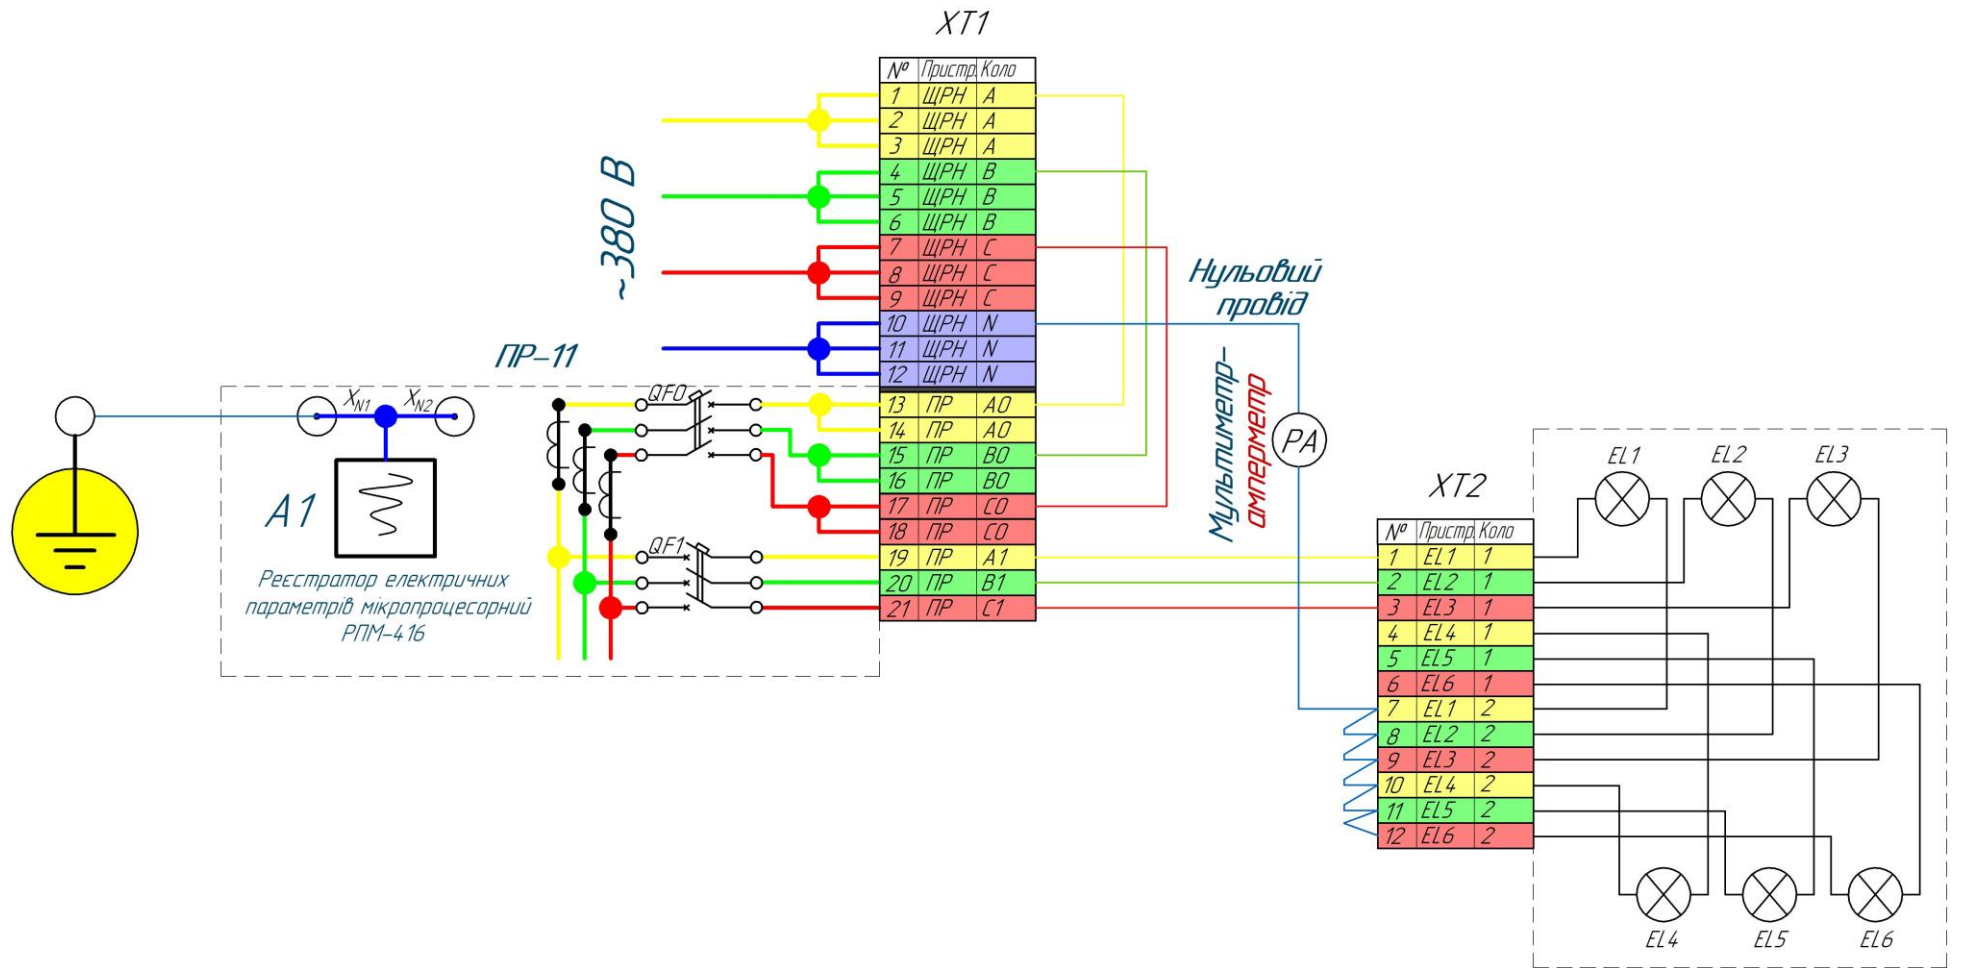 XT1
№ Пристр. Коло
1 ЩРН A
2 ЩРН A
3 ЩРН A
4 ЩРН B
5 ЩРН B
6 ЩРН B
7 ЩРН C
8 ЩРН C
9 ЩРН C
10 ЩРН N
11 ЩРН N
12 ЩРН N
13 ПР A0
14 ПР A0
15 ПР B0
16 ПР B0
17 ПР C0
18 ПР C0
19 ПР A1
20 ПР B1
21 ПР C1
~380 В
ПР-11
XN1 XN2
QF0
QF1
A1
Реєстратор електричних
параметрів мікропроцесорний
РПМ-416
Нульовий
провід
Мультиметр-
амперметр
PA
XT2
№ Пристр. Коло
1 EL1 1
2 EL2 1
3 EL3 1
4 EL4 1
5 EL5 1
6 EL6 1
7 EL1 2
8 EL2 2
9 EL3 2
10 EL4 2
11 EL5 2
12 EL6 2
EL1 EL2 EL3
EL4 EL5 EL6